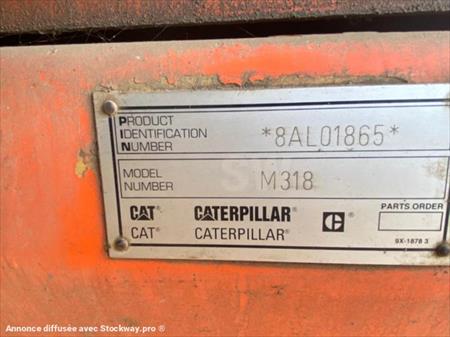 PRODUCT
IDENTIFICATION
NUMBER
*8AL01865*
MODEL
NUMBER
M318
CAT® CATERPILLAR® C®
CAT® CATERPILLAR®
PARTS ORDER
9X-1878 3
Annonce diffusée avec Stockway.pro ®